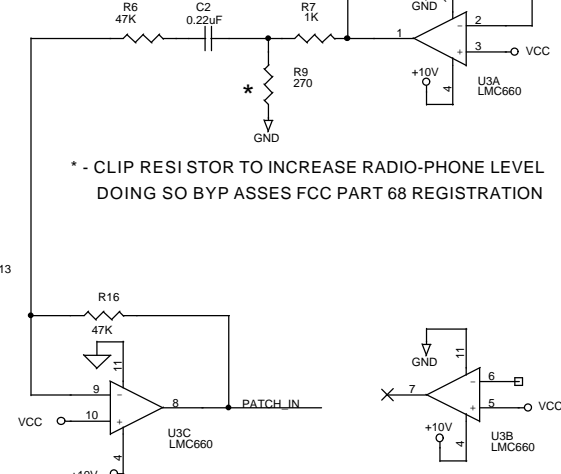 R6
47K
C2
0.22uF
R7
1K
GND
2
-
1
+
3
VCC
R9
270
*
+10V
4
U3A
LMC660
GND
* - CLIP RESI STOR TO INCREASE RADIO-PHONE LEVEL
DOING SO BYP ASSES FCC PART 68 REGISTRATION
13
R16
47K
11
9
-
8
PATCH_IN
VCC
10
+
U3C
LMC660
4
+10V
GND
11
6
-
7
5
+
VCC
+10V
4
U3B
LMC660